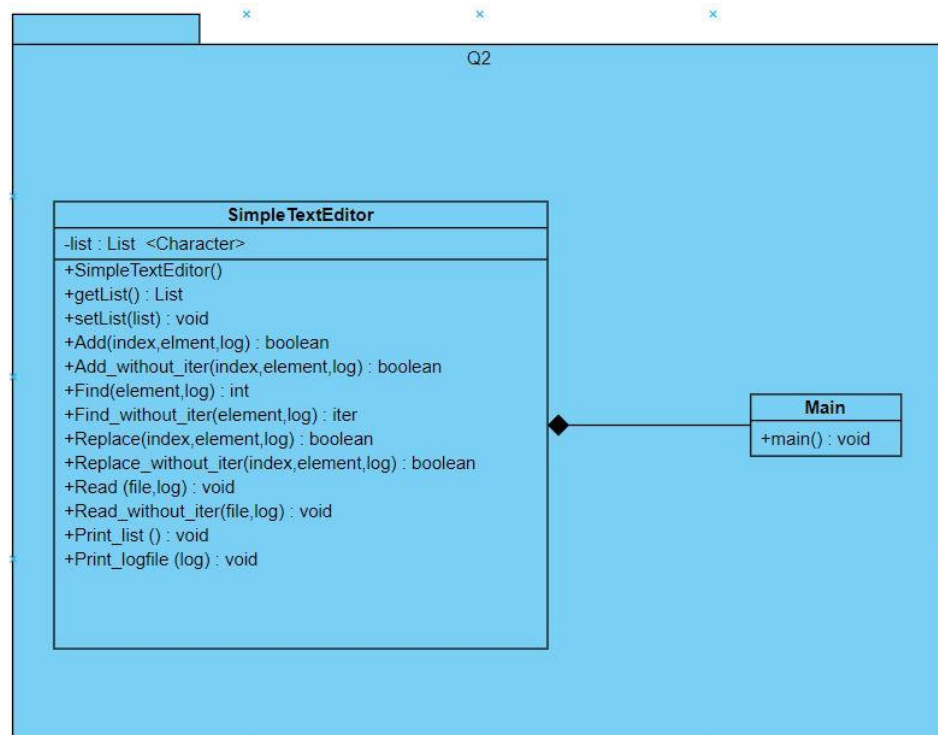 Q2
SimpleTextEditor
-list : List <Character>
+SimpleTextEditor()
+getList() : List
+setList(list) : void
+Add(index,elment,log) : boolean
+Add_without_iter(index,element,log) : boolean
+Find(element,log) : int
+Find_without_iter(element,log) : iter
+Replace(index,element,log) : boolean
+Replace_without_iter(index,element,log) : boolean
+Read (file,log) : void
+Read_without_iter(file,log) : void
+Print_list () : void
+Print_logfile (log) : void
Main
+main() : void